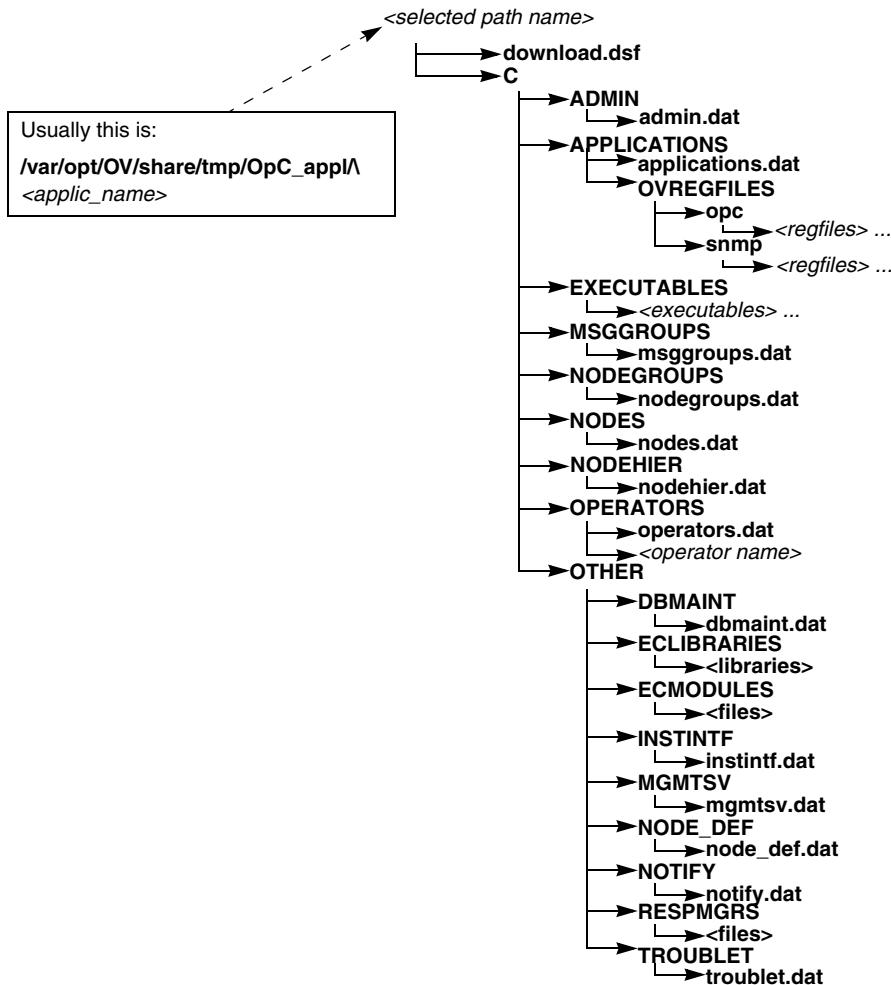 <selected path name>
download.dsf
C
Usually this is:
/var/opt/OV/share/tmp/OpC_appl/\
<applic_name>
ADMIN
admin.dat
APPLICATIONS
applications.dat
OVREGFILES
opc
<regfiles> ...
snmp
<regfiles> ...
EXECUTABLES
<executables> ...
MSGGROUPS
msggroups.dat
NODEGROUPS
nodegroups.dat
NODES
nodes.dat
NODEHIER
nodehier.dat
OPERATORS
operators.dat
<operator name>
OTHER
DBMAINT
dbmaint.dat
ECLIBRARIES
<libraries>
ECMODULES
<files>
INSTINTF
instintf.dat
MGMTSV
mgmtsv.dat
NODE_DEF
node_def.dat
NOTIFY
notify.dat
RESPMGRS
<files>
TROUBLET
troublet.dat